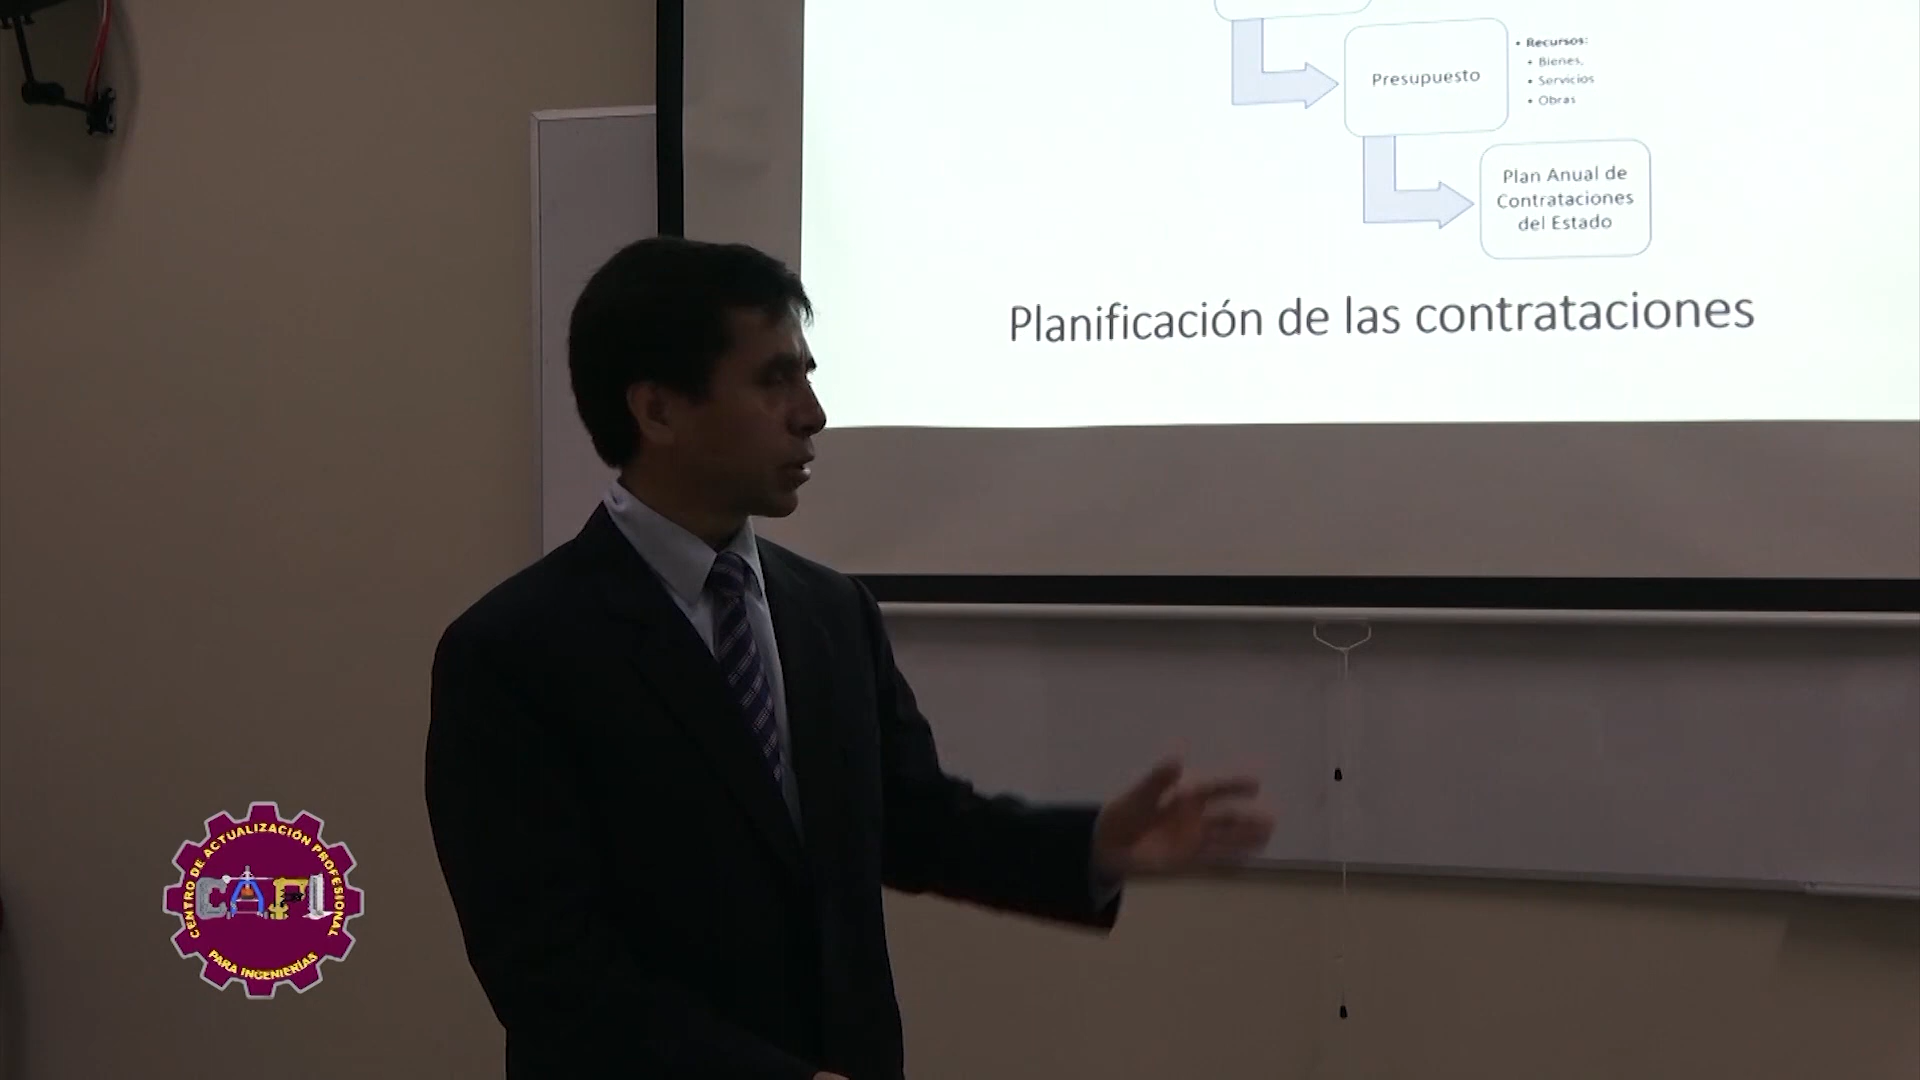 Presupuesto
• Recursos:
• Bienes,
• Servicios
• Obras
Plan Anual de
Contrataciones
del Estado
Planificación de las contrataciones
CENTRO DE ACTUALIZACIÓN PROFESIONAL
CAPI
PARA INGENIERÍAS